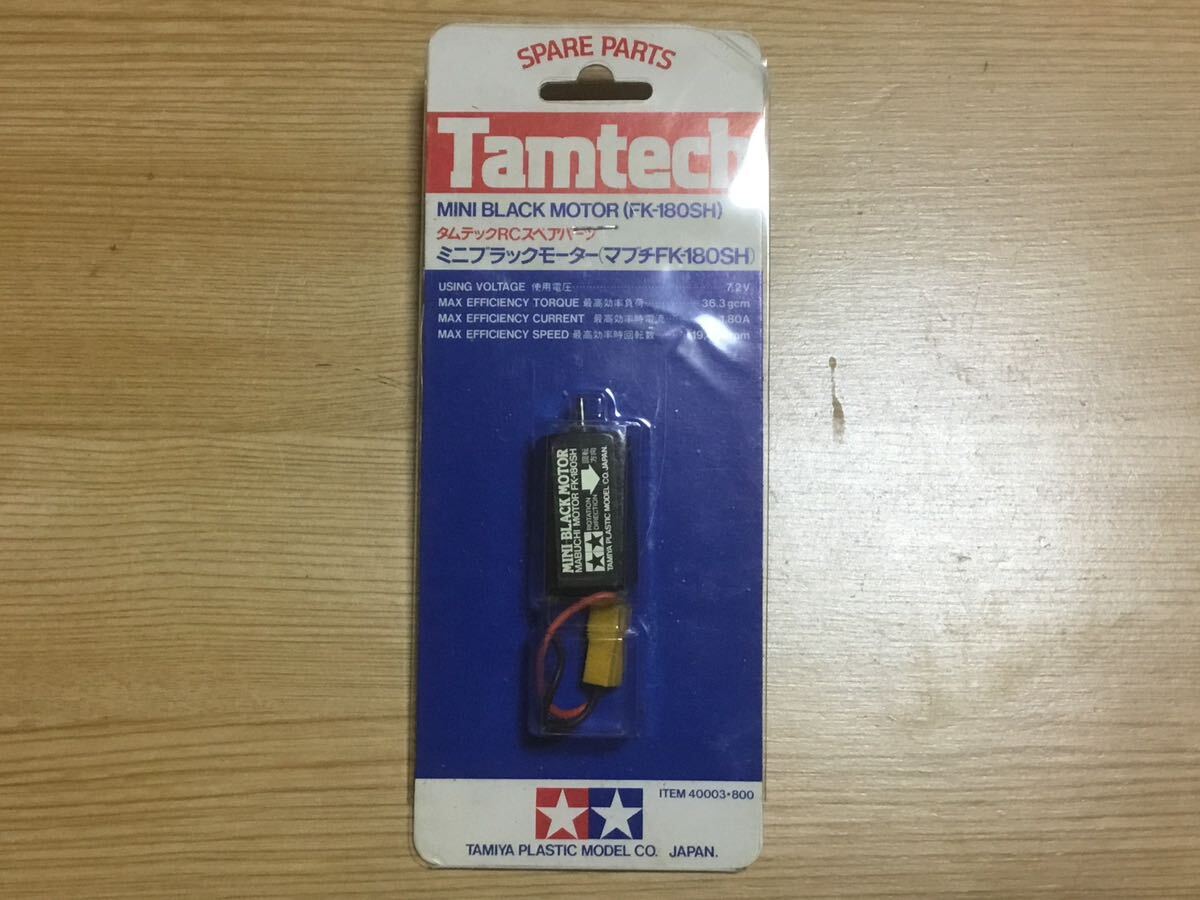 SPARE PARTS
Tamtech
MINI BLACK MOTOR (FK-180SH)
タムテックRCスペアパーツ
ミニブラックモーター(マブチFK-180SH)
USING VOLTAGE 使用電圧 7.2V
MAX EFFICIENCY TORQUE 最高効率負荷 36.3gcm
MAX EFFICIENCY CURRENT 最高効率時電流 1.80A
MAX EFFICIENCY SPEED 最高効率時回転数
MINI BLACK MOTOR
MABUCHI MOTOR FK-180SH
ROTATION DIRECTION
回転方向
TAMIYA PLASTIC MODEL CO. JAPAN.
ITEM 40003•800
TAMIYA PLASTIC MODEL CO. JAPAN.